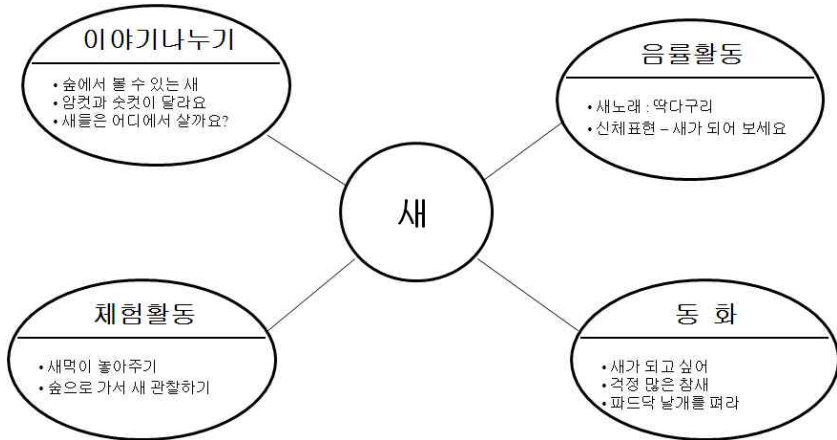 이야기나누기
• 숲에서 볼 수 있는 새
• 암컷과 숫컷이 달라요
• 새들은 어디에서 살까요?
음률활동
• 새노래 : 딱다구리
• 신체표현 – 새가 되어 보세요
새
체험활동
• 새먹이 놓아주기
• 숲으로 가서 새 관찰하기
동 화
• 새가 되고 싶어
• 걱정 많은 참새
• 파드닥 날개를 펴라